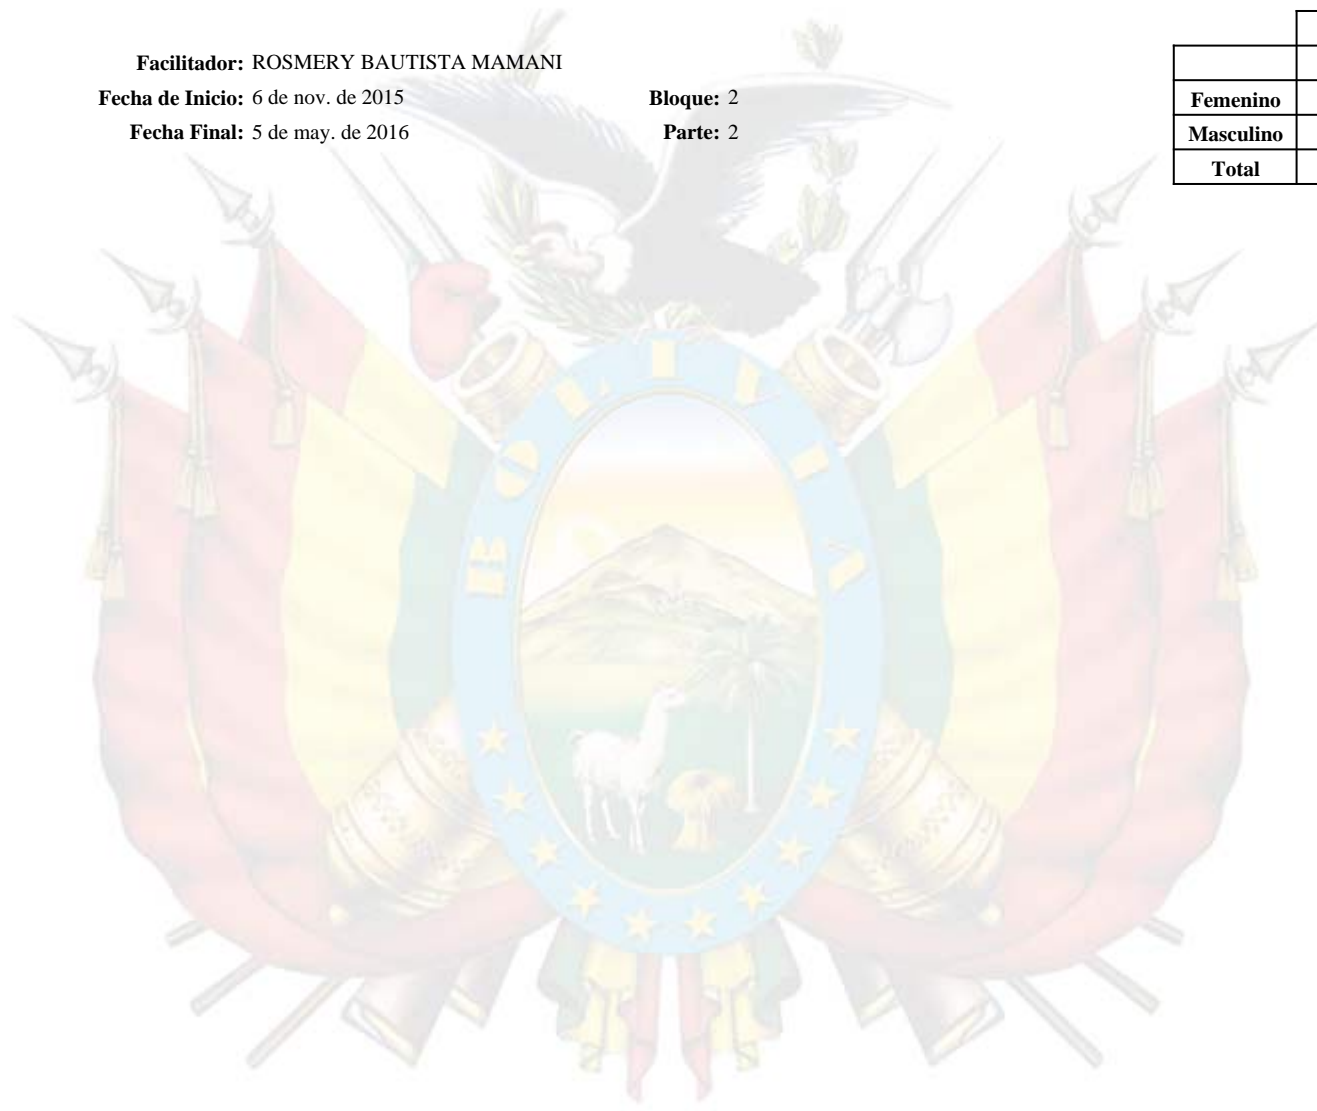 Facilitador: ROSMERY BAUTISTA MAMANI
Fecha de Inicio: 6 de nov. de 2015 Bloque: 2
Fecha Final: 5 de may. de 2016 Parte: 2
Femenino
Masculino
Total
BOLIVIA